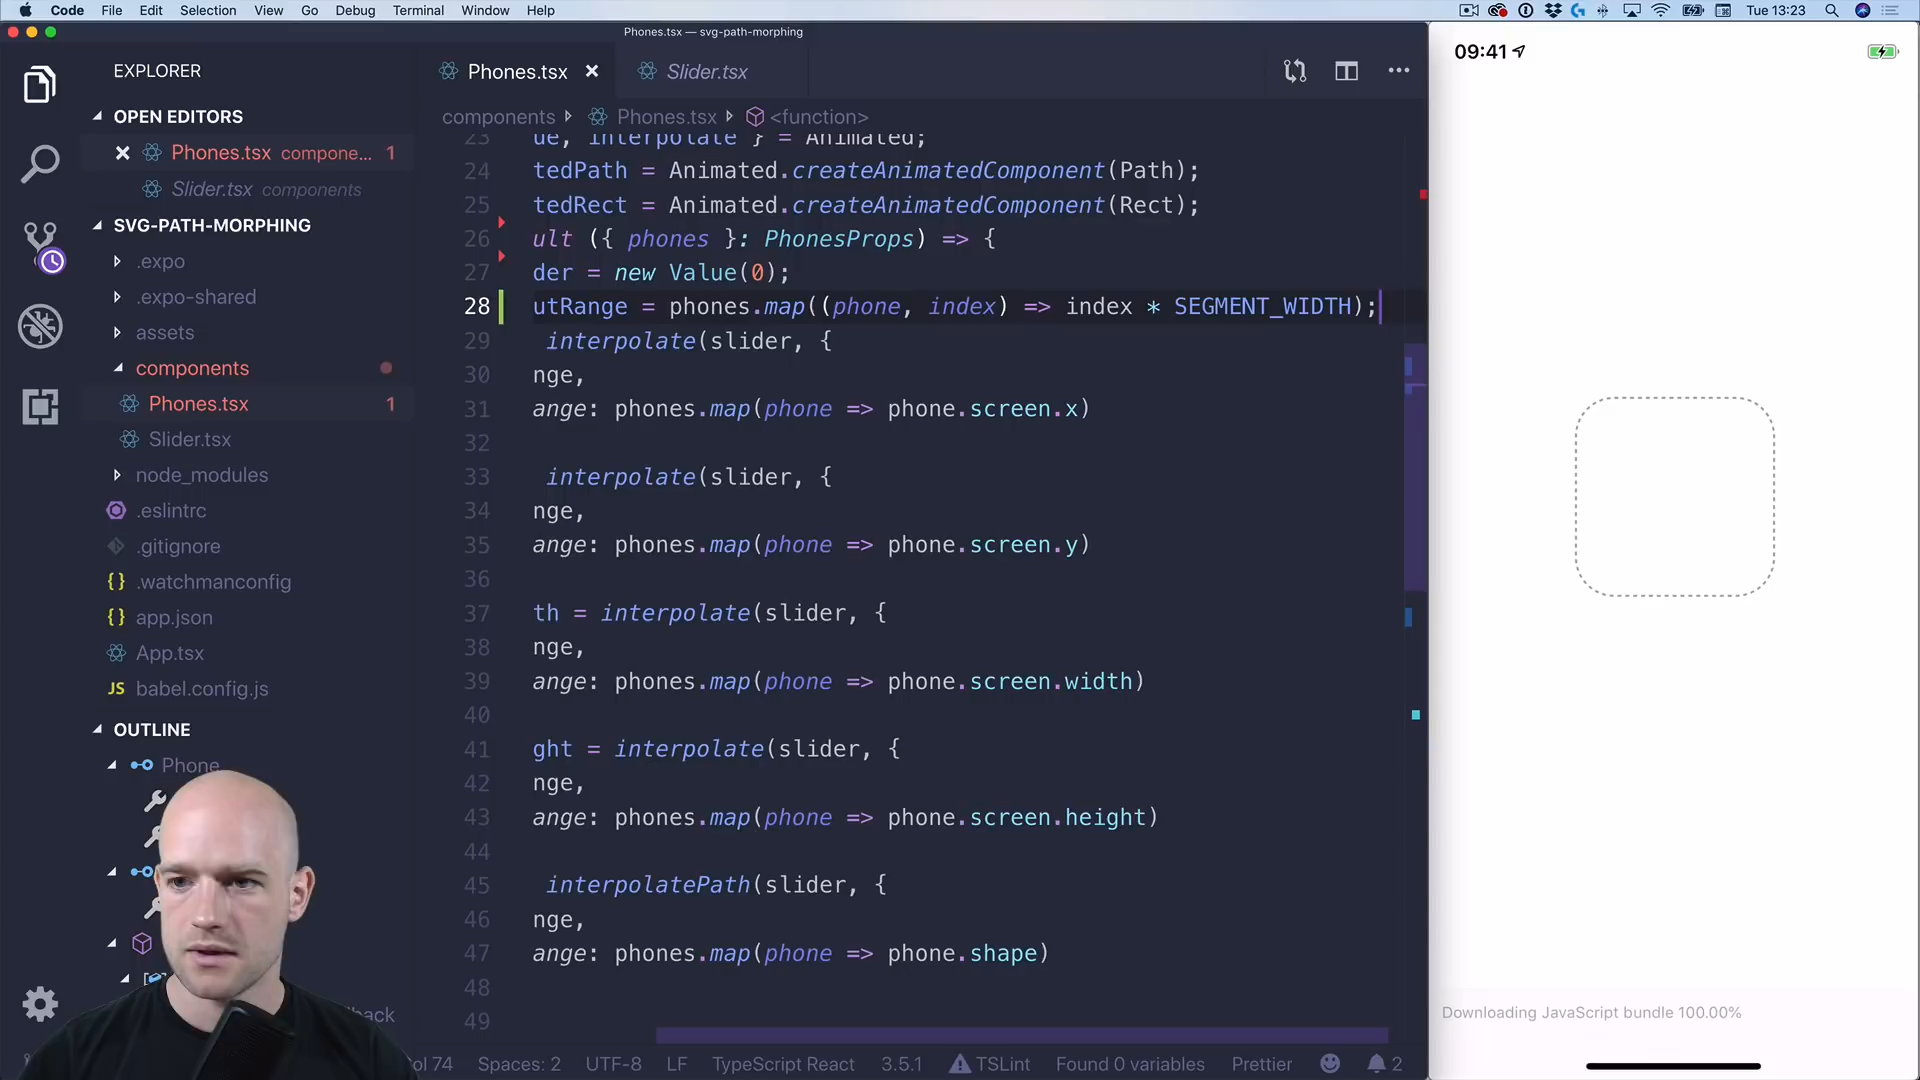 Code File Edit Selection View Go Debug Terminal Window Help Tue 13:23
Phones.tsx — svg-path-morphing
EXPLORER
OPEN EDITORS
Phones.tsx compone... 1
Slider.tsx components
SVG-PATH-MORPHING
.expo
.expo-shared
assets
components
Phones.tsx 1
Slider.tsx
node_modules
.eslintrc
.gitignore
.watchmanconfig
app.json
App.tsx
JS babel.config.js
OUTLINE
Phone
back
Phones.tsx Slider.tsx
components Phones.tsx <function>
23 ue, interpolate } = Animated;
24 tedPath = Animated.createAnimatedComponent(Path);
25 tedRect = Animated.createAnimatedComponent(Rect);
26 ult ({ phones }: PhonesProps) => {
27 der = new Value(0);
28 utRange = phones.map((phone, index) => index * SEGMENT_WIDTH);
29 interpolate(slider, {
30 nge,
31 ange: phones.map(phone => phone.screen.x)
32
33 interpolate(slider, {
34 nge,
35 ange: phones.map(phone => phone.screen.y)
36
37 th = interpolate(slider, {
38 nge,
39 ange: phones.map(phone => phone.screen.width)
40
41 ght = interpolate(slider, {
42 nge,
43 ange: phones.map(phone => phone.screen.height)
44
45 interpolatePath(slider, {
46 nge,
47 ange: phones.map(phone => phone.shape)
48
49
ol 74 Spaces: 2 UTF-8 LF TypeScript React 3.5.1 TSLint Found 0 variables Prettier 2
09:41
Downloading JavaScript bundle 100.00%